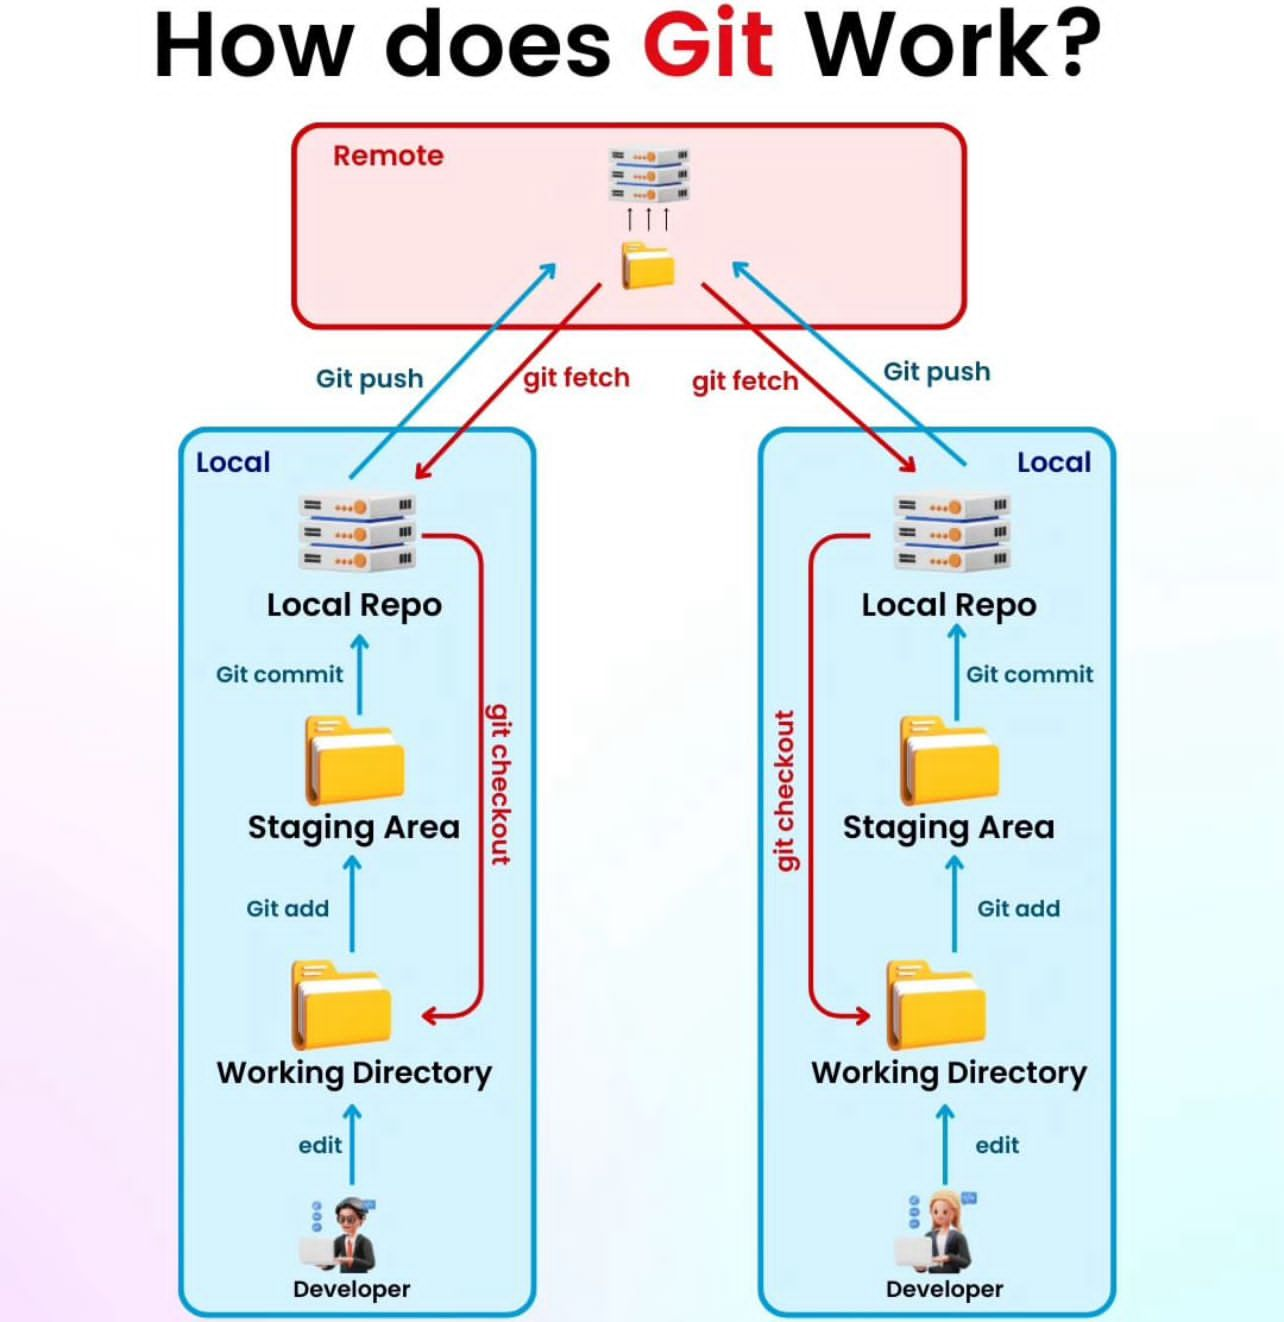 How does Git Work?
Remote
Git push
git fetch
git fetch
Git push
Local
Local Repo
Git commit
git checkout
Staging Area
Git add
Working Directory
edit
Developer
Local
Local Repo
Git commit
git checkout
Staging Area
Git add
Working Directory
edit
Developer